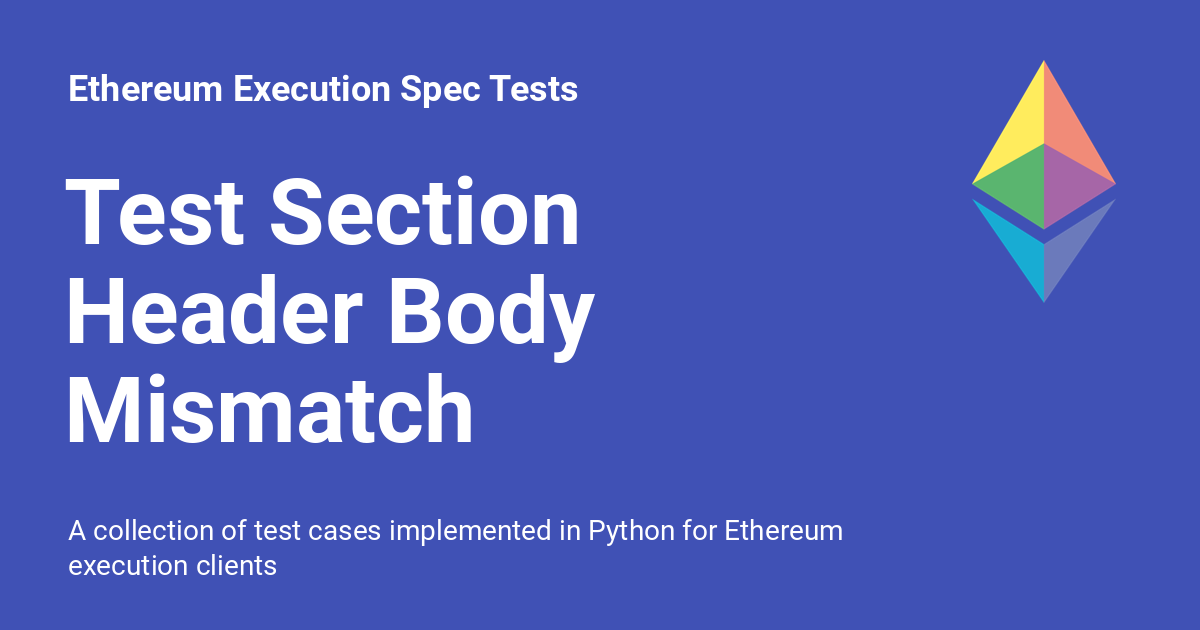 Ethereum Execution Spec Tests
Test Section
Header Body
Mismatch
A collection of test cases implemented in Python for Ethereum
execution clients